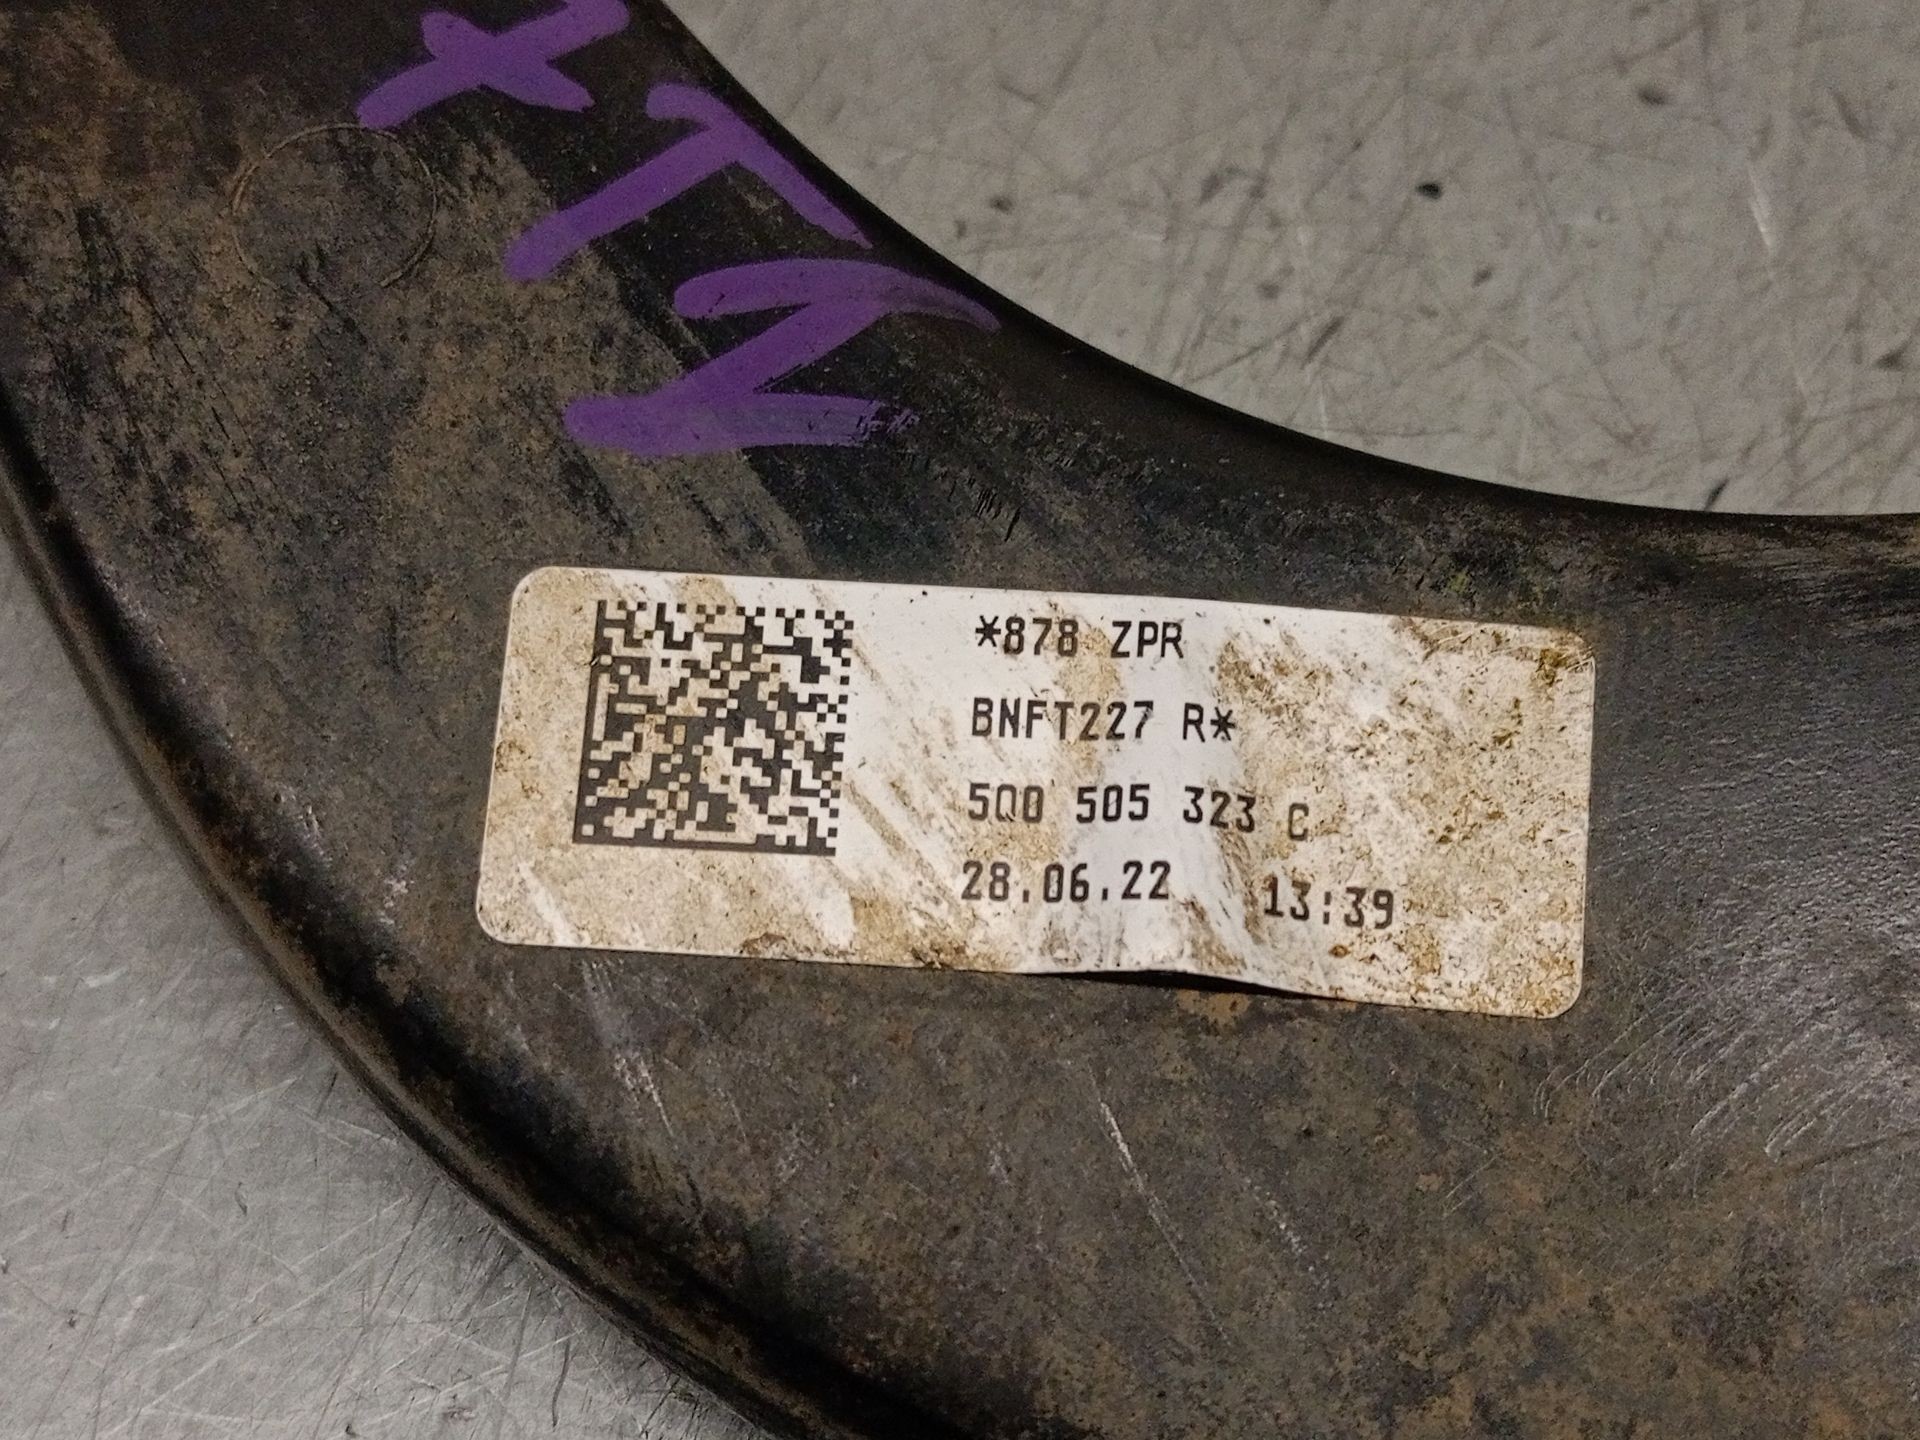 *878 ZPR
BNFT227 R*
5Q0 505 323 C
28.06.22 13:39